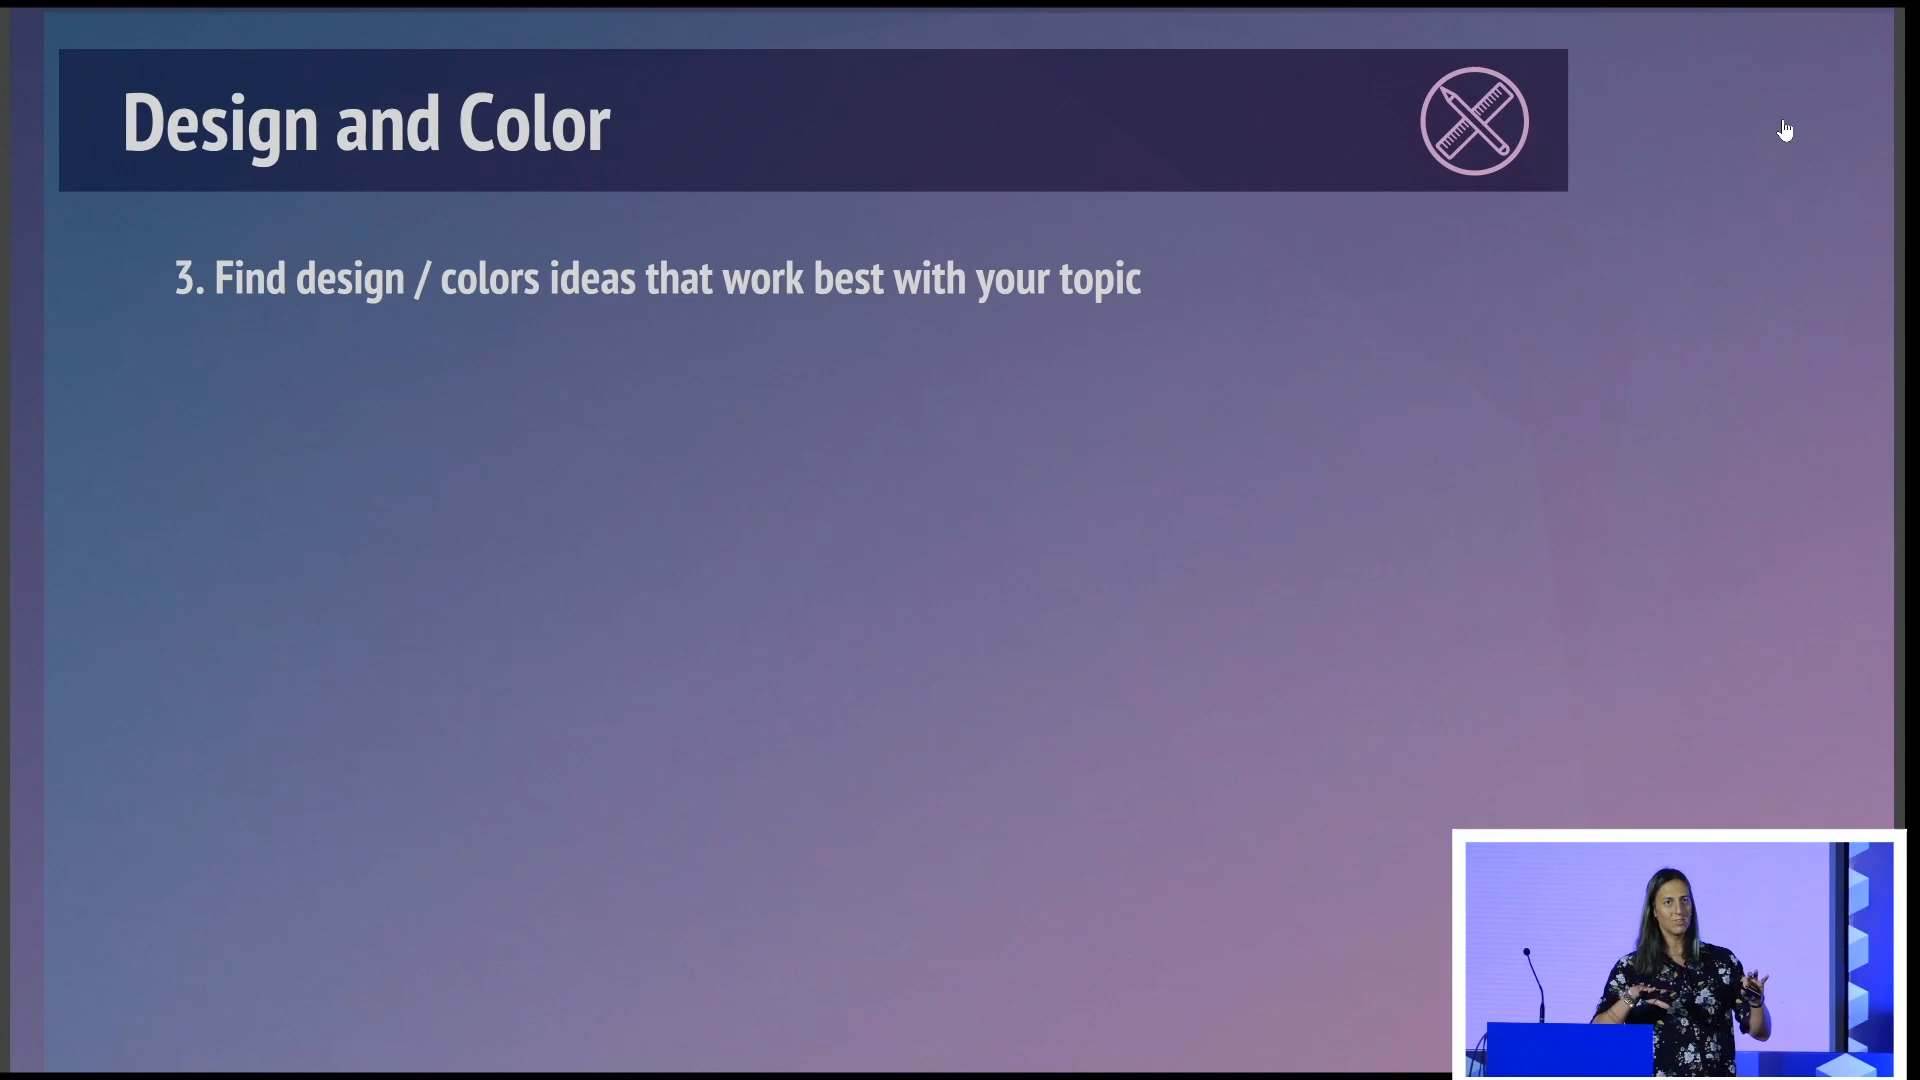 Design and Color
3. Find design / colors ideas that work best with your topic